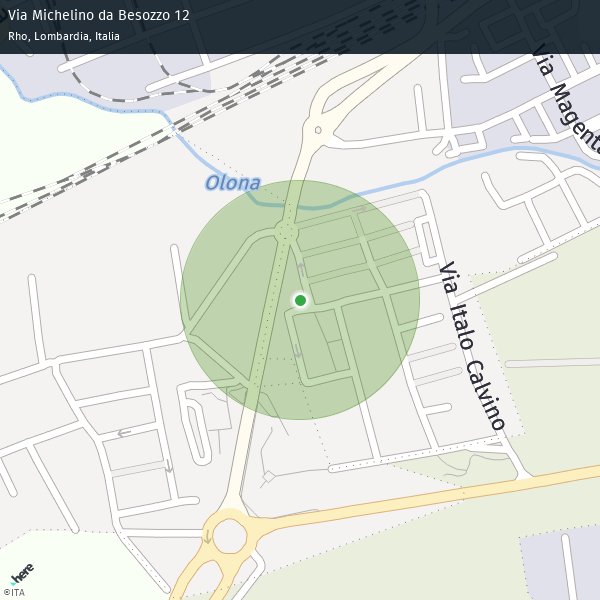 Via Michelino da Besozzo 12
Rho, Lombardia, Italia
Via Magenta
Olona
Via Italo Calvino
here
©ITA